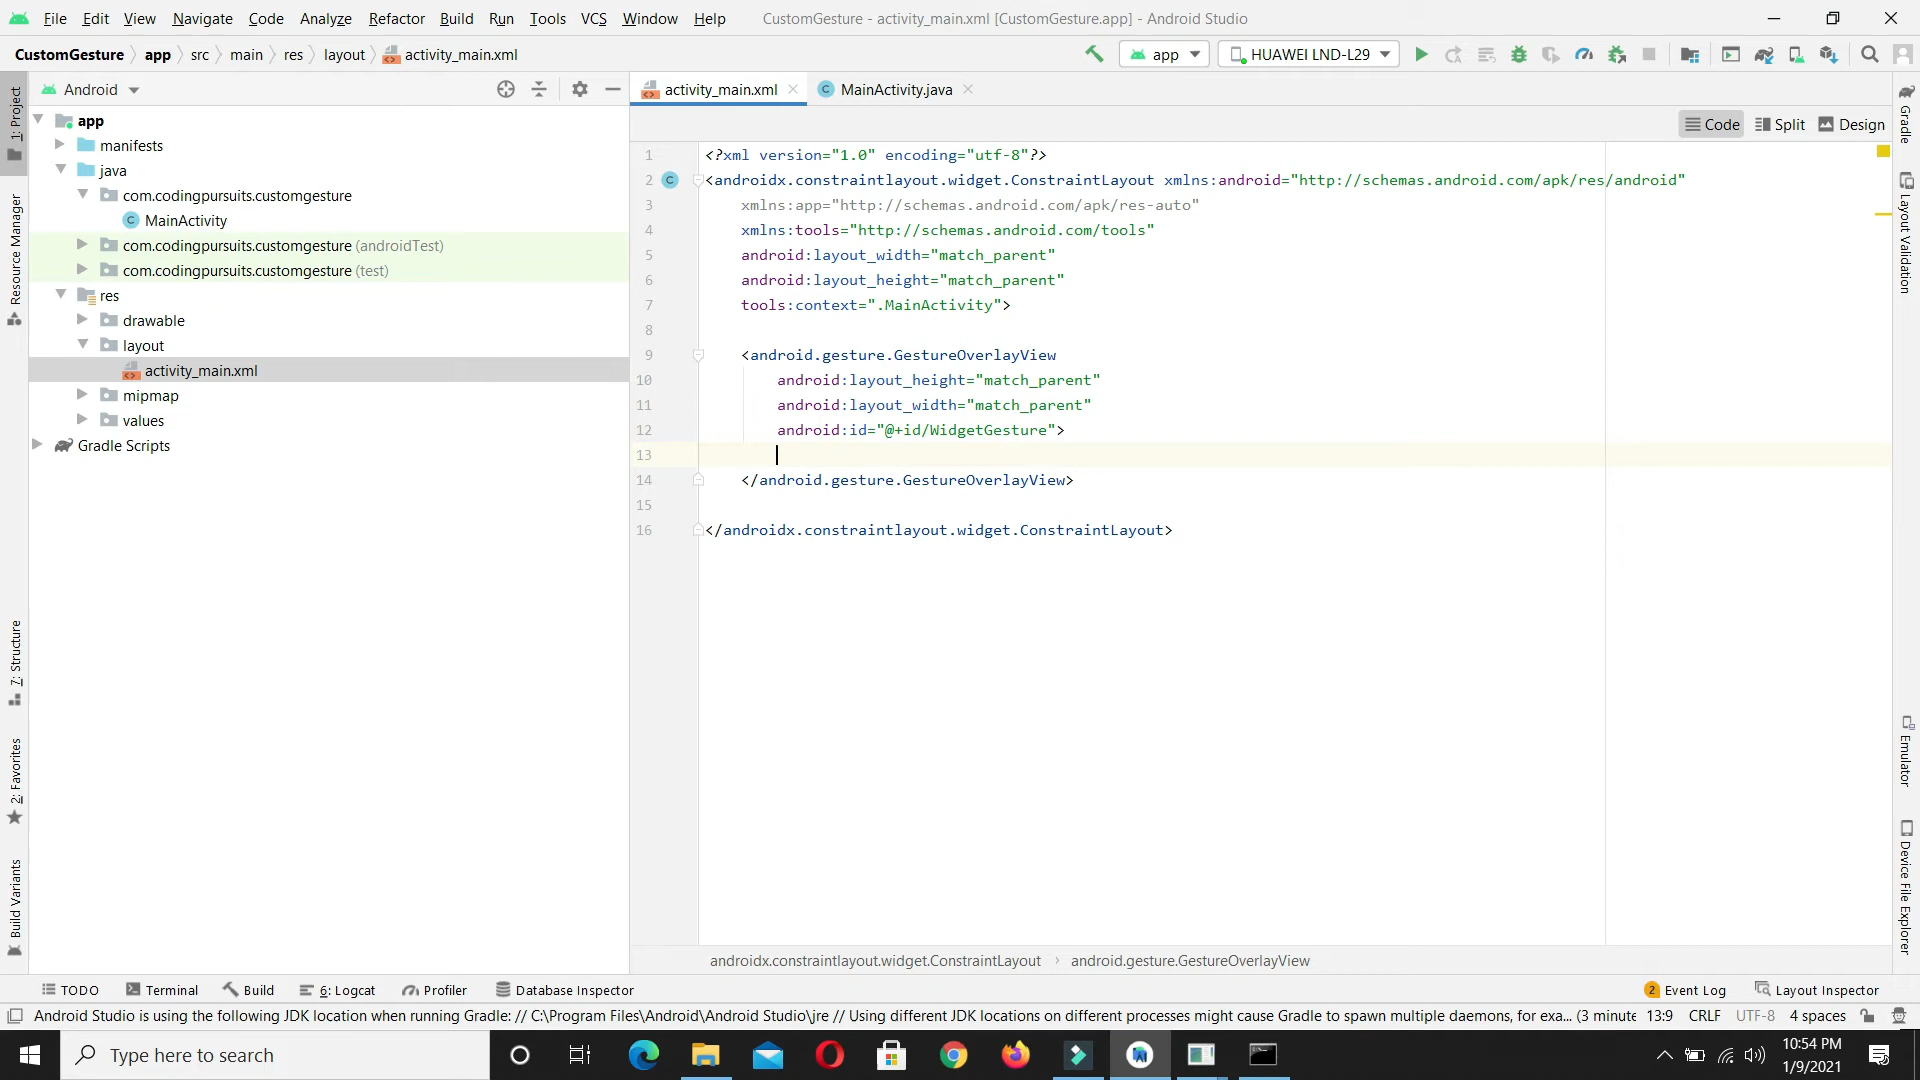 File Edit View Navigate Code Analyze Refactor Build Run Tools VCS Window Help CustomGesture - activity_main.xml [CustomGesture.app] - Android Studio
CustomGesture app src main res layout activity_main.xml app HUAWEI LND-L29
Android activity_main.xml MainActivity.java
Code Split Design
app
manifests
java
com.codingpursuits.customgesture
MainActivity
com.codingpursuits.customgesture (androidTest)
com.codingpursuits.customgesture (test)
res
drawable
layout
activity_main.xml
mipmap
values
Gradle Scripts
1: Project
Resource Manager
7: Structure
2: Favorites
Build Variants
1 <?xml version="1.0" encoding="utf-8"?>
2 C <androidx.constraintlayout.widget.ConstraintLayout xmlns:android="http://schemas.android.com/apk/res/android"
3 xmlns:app="http://schemas.android.com/apk/res-auto"
4 xmlns:tools="http://schemas.android.com/tools"
5 android:layout_width="match_parent"
6 android:layout_height="match_parent"
7 tools:context=".MainActivity">
8
9 <android.gesture.GestureOverlayView
10 android:layout_height="match_parent"
11 android:layout_width="match_parent"
12 android:id="@+id/WidgetGesture">
13
14 </android.gesture.GestureOverlayView>
15
16 </androidx.constraintlayout.widget.ConstraintLayout>
Gradle
Layout Validation
Emulator
Device File Explorer
androidx.constraintlayout.widget.ConstraintLayout › android.gesture.GestureOverlayView
TODO Terminal Build 6: Logcat Profiler Database Inspector 2 Event Log Layout Inspector
Android Studio is using the following JDK location when running Gradle: // C:\Program Files\Android\Android Studio\jre // Using different JDK locations on different processes might cause Gradle to spawn multiple daemons, for exa... (3 minute 13:9 CRLF UTF-8 4 spaces
Type here to search
10:54 PM
1/9/2021